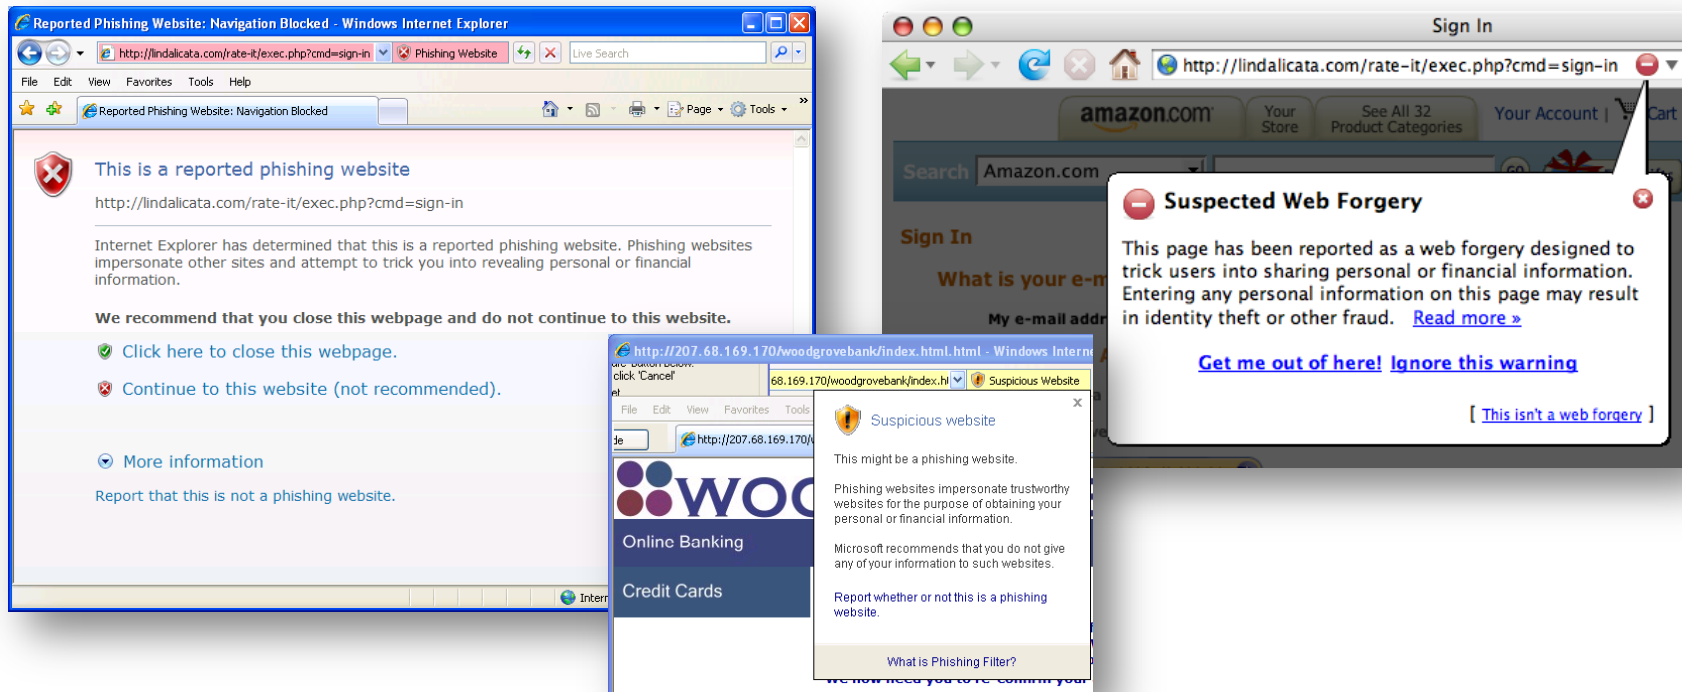 Reported Phishing Website: Navigation Blocked - Windows Internet Explorer
http://lindalicata.com/rate-it/exec.php?cmd=sign-in
Phishing Website
Live Search
File Edit View Favorites Tools Help
Reported Phishing Website: Navigation Blocked
Page Tools »
This is a reported phishing website
http://lindalicata.com/rate-it/exec.php?cmd=sign-in
Internet Explorer has determined that this is a reported phishing website. Phishing websites
impersonate other sites and attempt to trick you into revealing personal or financial
information.
We recommend that you close this webpage and do not continue to this website.
Click here to close this webpage.
Continue to this website (not recommended).
More information
Report that this is not a phishing website.
Intern
http://207.68.169.170/woodgrovebank/index.html.html - Windows Interne
click 'Cancel'
68.169.170/woodgrovebank/index.hl
Suspicious Website
File Edit View Favorites Tools
http://207.68.169.170/
WOO
Online Banking
Credit Cards
x
Suspicious website
This might be a phishing website.
Phishing websites impersonate trustworthy
websites for the purpose of obtaining your
personal or financial information.
Microsoft recommends that you do not give
any of your information to such websites.
Report whether or not this is a phishing
website.
What is Phishing Filter?
We now need you to re-confirm your
Sign In
http://lindalicata.com/rate-it/exec.php?cmd=sign-in
amazon.com
Your
Store
See All 32
Product Categories
Your Account |
Cart
Search
Amazon.com
GO
Sign In
What is your e-m
My e-mail addr
Suspected Web Forgery
This page has been reported as a web forgery designed to
trick users into sharing personal or financial information.
Entering any personal information on this page may result
in identity theft or other fraud. Read more »
Get me out of here! Ignore this warning
[ This isn't a web forgery ]